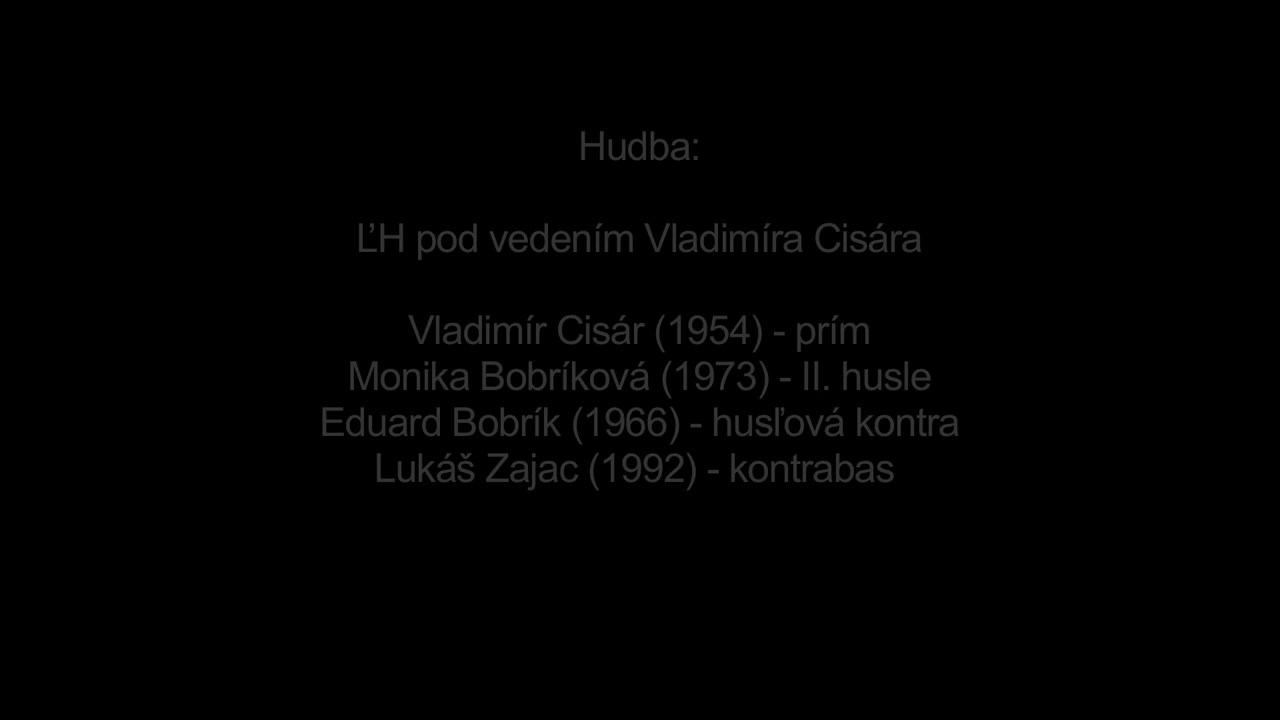 Hudba:
ĽH pod vedením Vladimíra Cisára
Vladimír Cisár (1954) - prím
Monika Bobríková (1973) - II. husle
Eduard Bobrík (1966) - husľová kontra
Lukáš Zajac (1992) - kontrabas